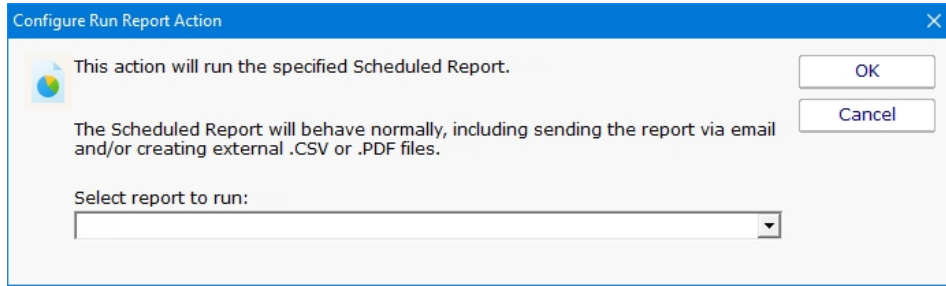 Configure Run Report Action
This action will run the specified Scheduled Report.
OK
Cancel
The Scheduled Report will behave normally, including sending the report via email
and/or creating external .CSV or .PDF files.
Select report to run: